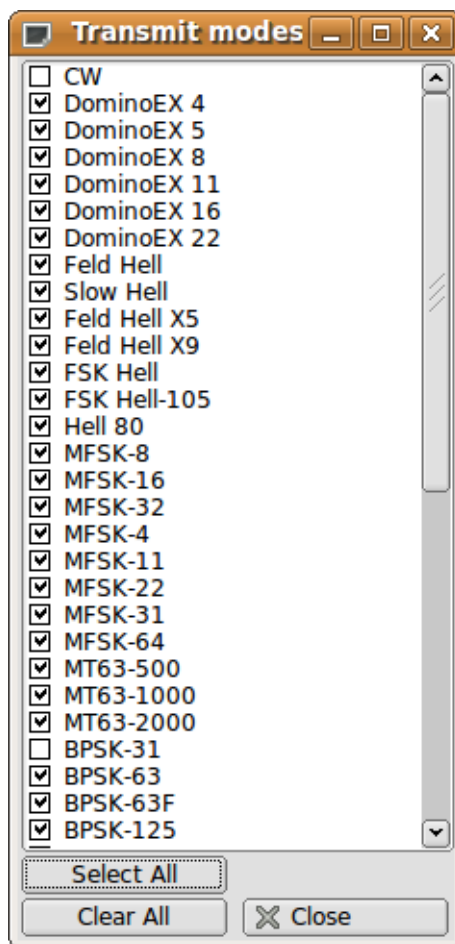 Transmit modes
CW
DominoEX 4
DominoEX 5
DominoEX 8
DominoEX 11
DominoEX 16
DominoEX 22
Feld Hell
Slow Hell
Feld Hell X5
Feld Hell X9
FSK Hell
FSK Hell-105
Hell 80
MFSK-8
MFSK-16
MFSK-32
MFSK-4
MFSK-11
MFSK-22
MFSK-31
MFSK-64
MT63-500
MT63-1000
MT63-2000
BPSK-31
BPSK-63
BPSK-63F
BPSK-125
Select All
Clear All Close